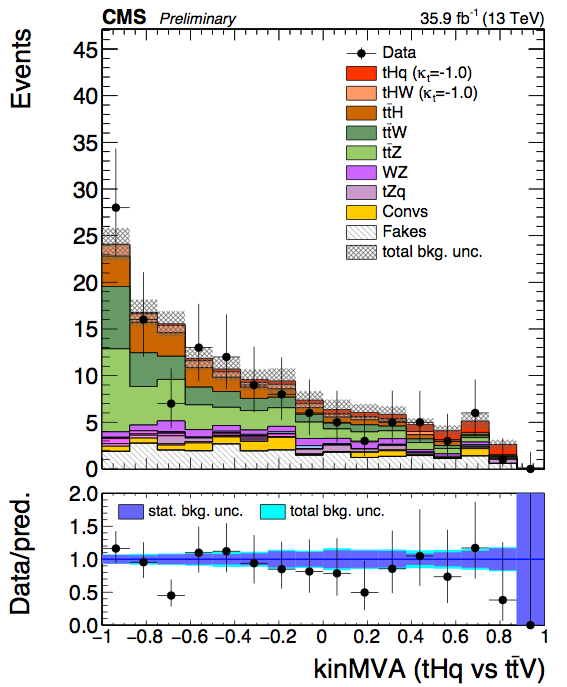 CMS Preliminary 35.9 fb⁻¹ (13 TeV)
Events
45
40
35
30
25
20
15
10
5
0
Data
tHq (κₜ=-1.0)
tHW (κₜ=-1.0)
tt̄H
tt̄W
tt̄Z
WZ
tZq
Convs
Fakes
total bkg. unc.
Data/pred.
2.0
1.5
1.0
0.5
0.0
stat. bkg. unc. total bkg. unc.
−1 −0.8 −0.6 −0.4 −0.2 0 0.2 0.4 0.6 0.8 1
kinMVA (tHq vs tt̄V)